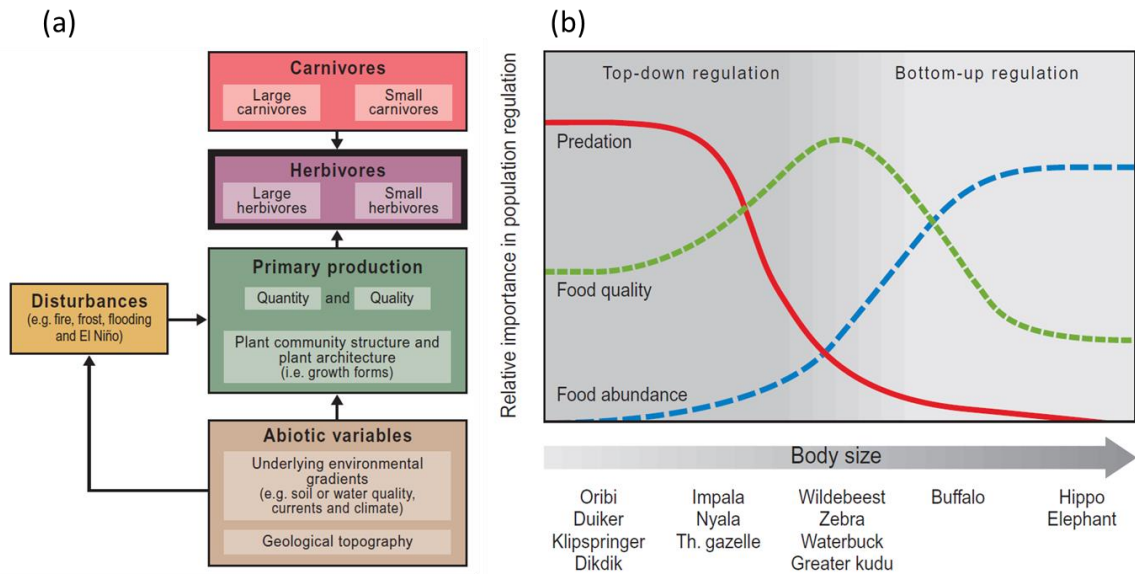 (a)
Carnivores
Large
carnivores
Small
carnivores
Herbivores
Large
herbivores
Small
herbivores
Primary production
Quantity and Quality
Plant community structure and
plant architecture
(i.e. growth forms)
Disturbances
(e.g. fire, frost, flooding
and El Niño)
Abiotic variables
Underlying environmental
gradients
(e.g. soil or water quality,
currents and climate)
Geological topography
(b)
Relative importance in population regulation
Top-down regulation
Bottom-up regulation
Predation
Food quality
Food abundance
Body size
Oribi
Duiker
Klipspringer
Dikdik
Impala
Nyala
Th. gazelle
Wildebeest
Zebra
Waterbuck
Greater kudu
Buffalo
Hippo
Elephant